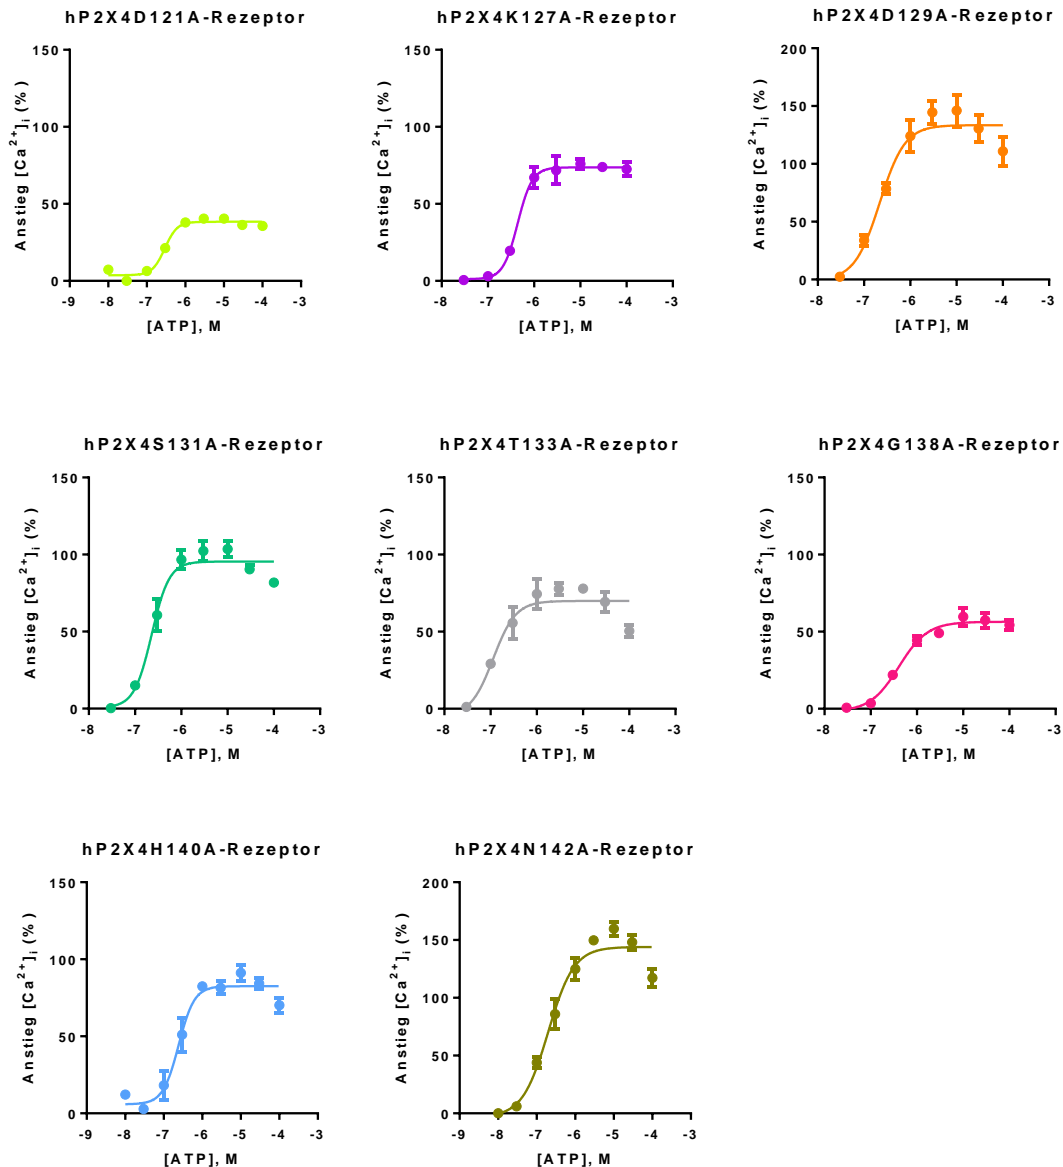 hP2X4D121A-Rezeptor
150
100
50
0
-9 -8 -7 -6 -5 -4 -3
Anstieg [Ca²⁺]ᵢ (%)
[ATP], M
hP2X4K127A-Rezeptor
150
100
50
0
-8 -7 -6 -5 -4 -3
Anstieg [Ca²⁺]ᵢ (%)
[ATP], M
hP2X4D129A-Rezeptor
200
150
100
50
0
-8 -7 -6 -5 -4 -3
Anstieg [Ca²⁺]ᵢ (%)
[ATP], M
hP2X4S131A-Rezeptor
150
100
50
0
-8 -7 -6 -5 -4 -3
Anstieg [Ca²⁺]ᵢ (%)
[ATP], M
hP2X4T133A-Rezeptor
150
100
50
0
-8 -7 -6 -5 -4 -3
Anstieg [Ca²⁺]ᵢ (%)
[ATP], M
hP2X4G138A-Rezeptor
150
100
50
0
-8 -7 -6 -5 -4 -3
Anstieg [Ca²⁺]ᵢ (%)
[ATP], M
hP2X4H140A-Rezeptor
150
100
50
0
-9 -8 -7 -6 -5 -4 -3
Anstieg [Ca²⁺]ᵢ (%)
[ATP], M
hP2X4N142A-Rezeptor
200
150
100
50
0
-9 -8 -7 -6 -5 -4 -3
Anstieg [Ca²⁺]ᵢ (%)
[ATP], M